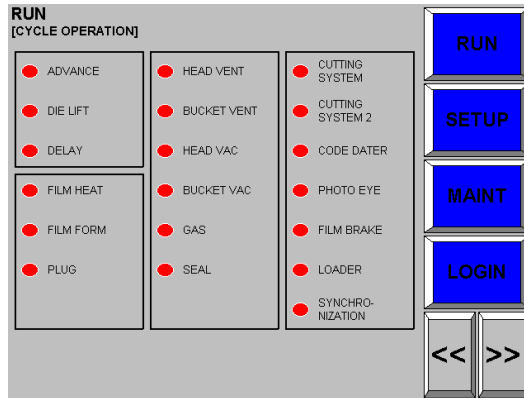 RUN
[CYCLE OPERATION]
ADVANCE
DIE LIFT
DELAY
FILM HEAT
FILM FORM
PLUG
HEAD VENT
BUCKET VENT
HEAD VAC
BUCKET VAC
GAS
SEAL
CUTTING
SYSTEM
CUTTING
SYSTEM 2
CODE DATER
PHOTO EYE
FILM BRAKE
LOADER
SYNCHRO-
NIZATION
RUN
SETUP
MAINT
LOGIN
<< >>